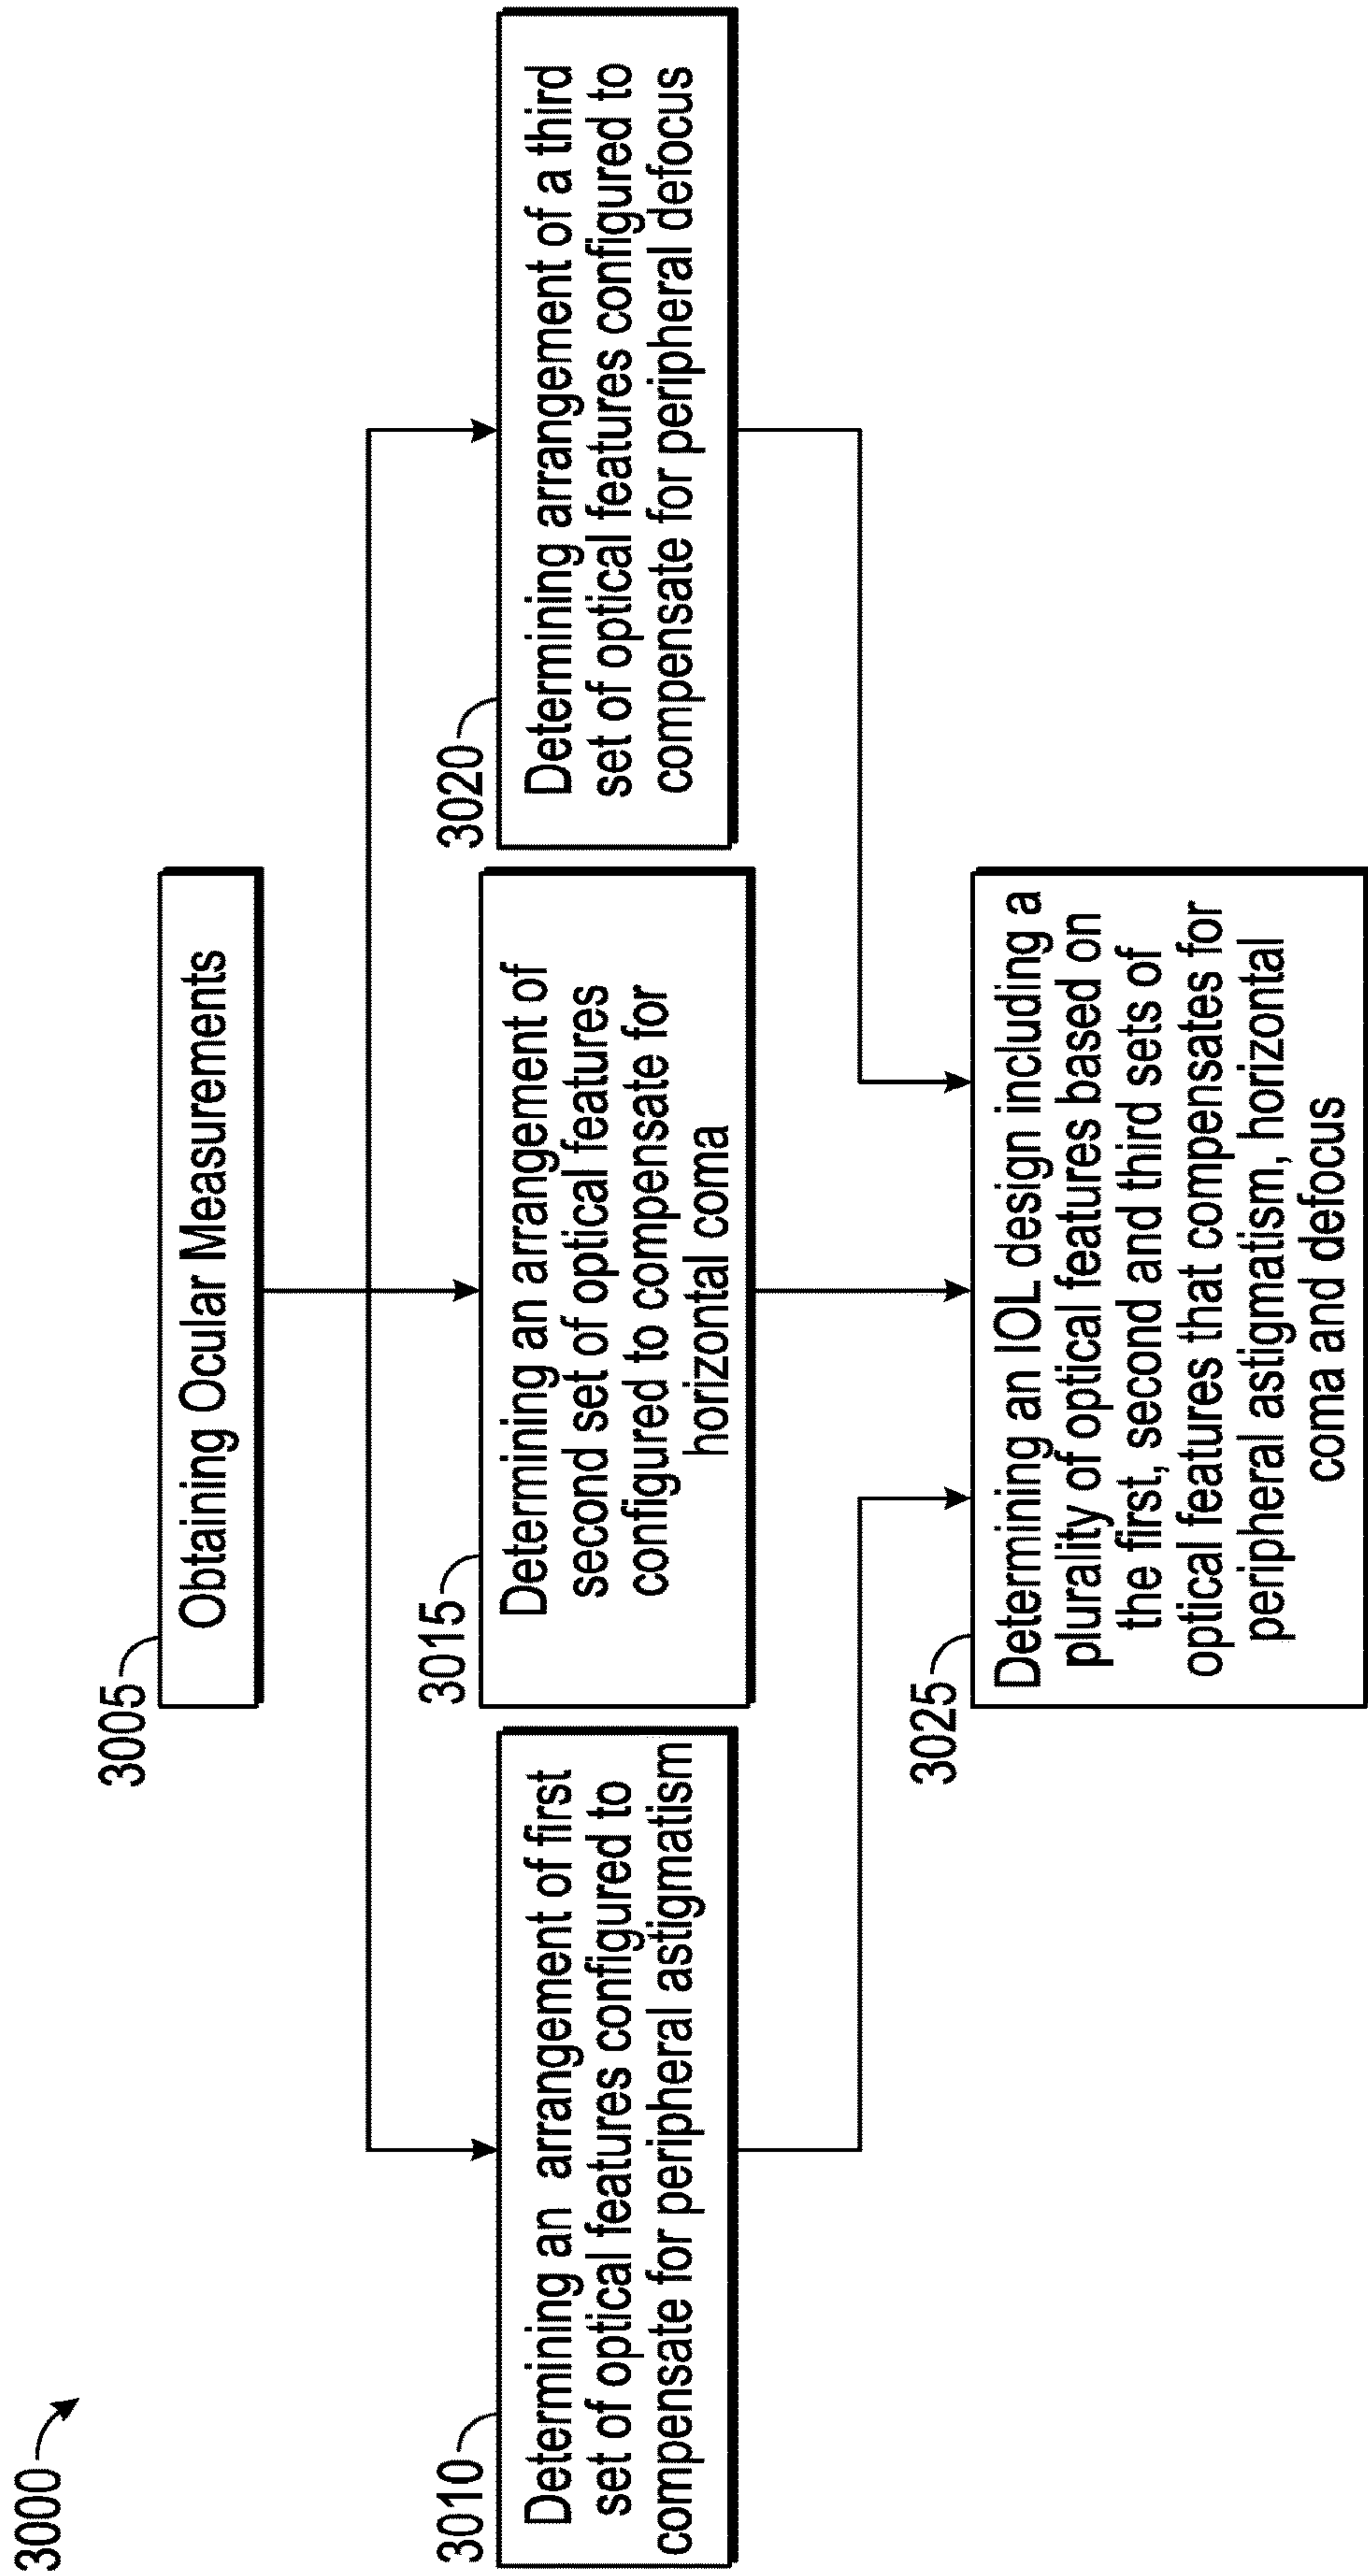 3000
3005
Obtaining Ocular Measurements
3010
Determining an arrangement of first
set of optical features configured to
compensate for peripheral astigmatism
3015
Determining an arrangement of
second set of optical features
configured to compensate for
horizontal coma
3020
Determining arrangement of a third
set of optical features configured to
compensate for peripheral defocus
3025
Determining an IOL design including a
plurality of optical features based on
the first, second and third sets of
optical features that compensates for
peripheral astigmatism, horizontal
coma and defocus